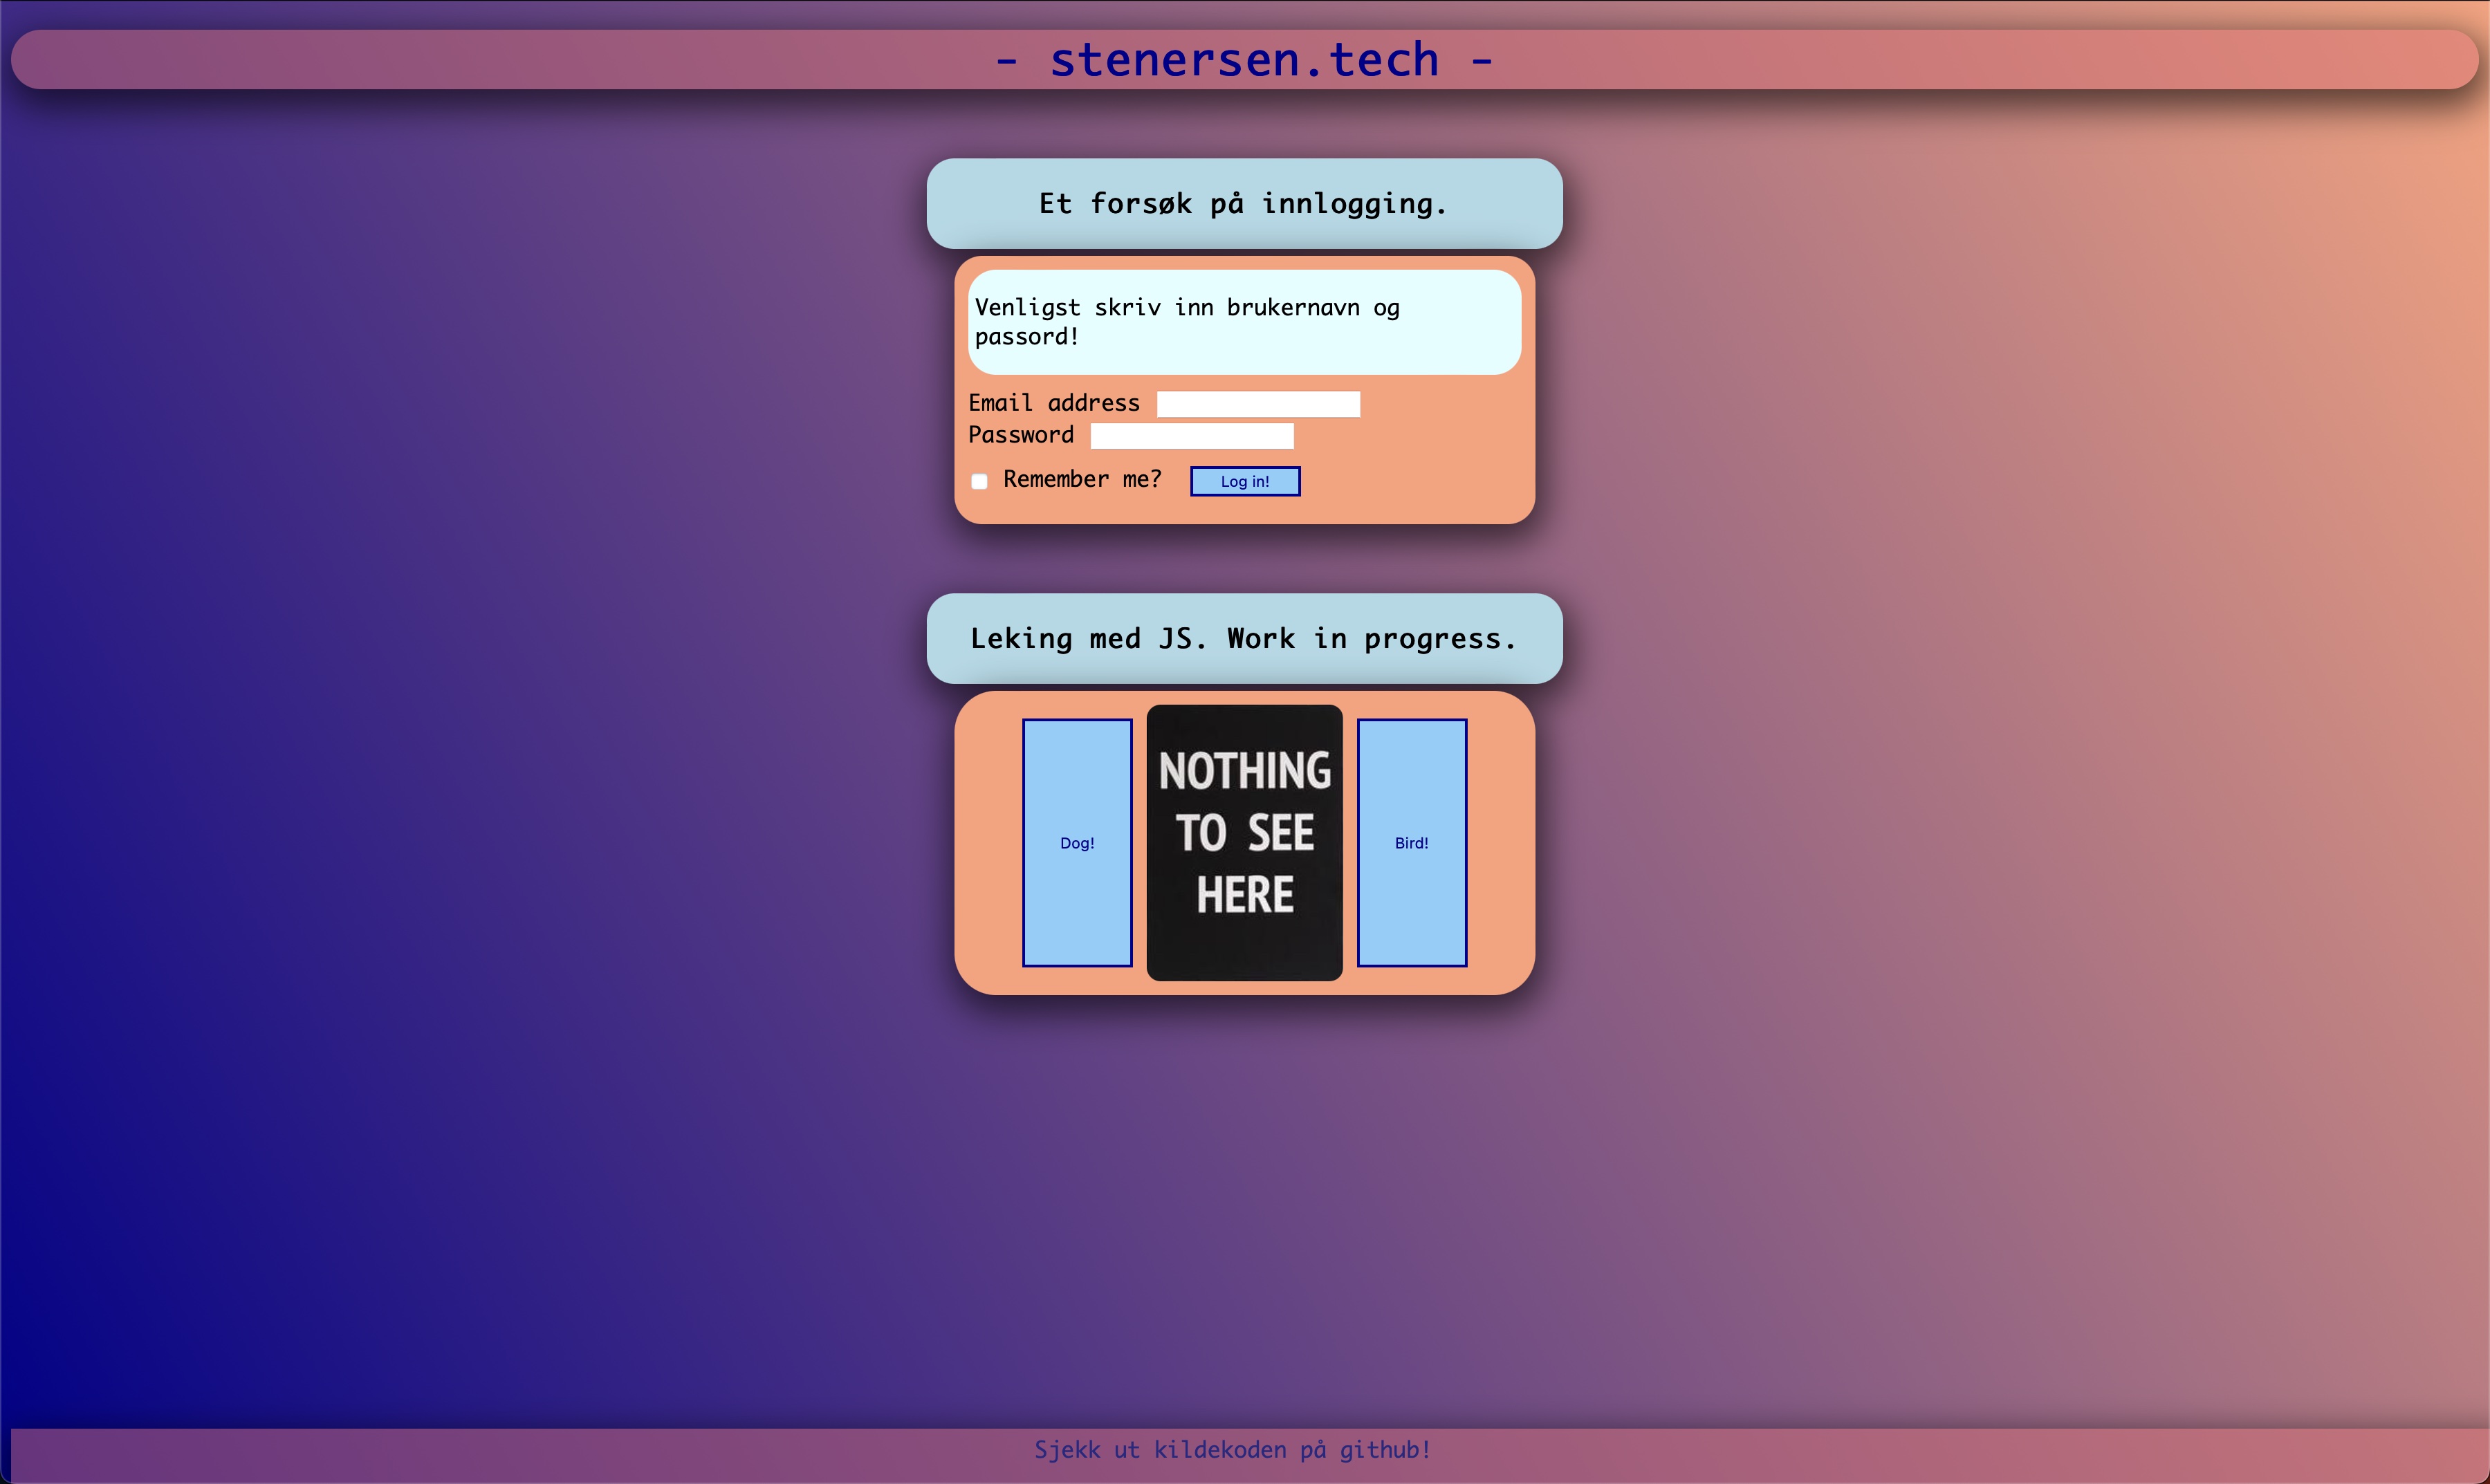 - stenersen.tech -
Et forsøk på innlogging.
Venligst skriv inn brukernavn og
passord!
Email address
Password
Remember me? Log in!
Leking med JS. Work in progress.
Dog!
NOTHING
TO SEE
HERE
Bird!
Sjekk ut kildekoden på github!